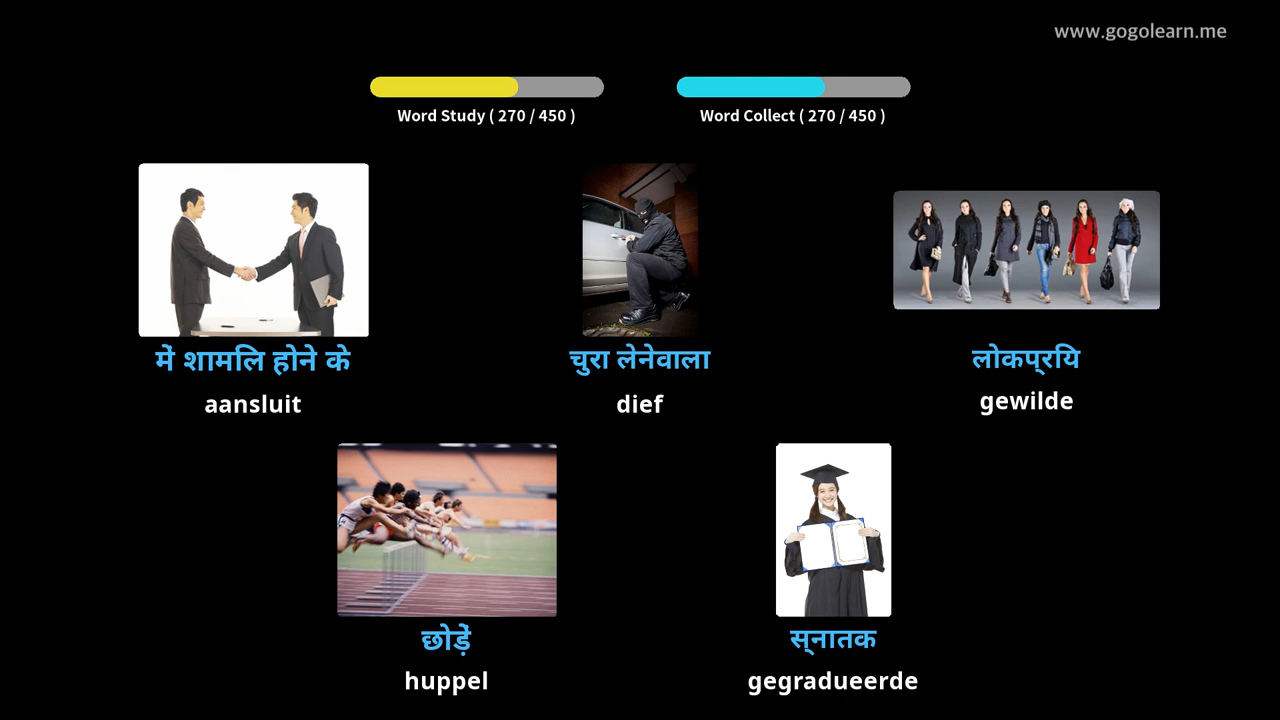 www.gogolearn.me
Word Study ( 270 / 450 )
Word Collect ( 270 / 450 )
में शामलि होने के
aansluit
चुरा लेनेवाला
dief
लोकप्रयि
gewilde
छोड़ें
huppel
स्नातक
gegradueerde